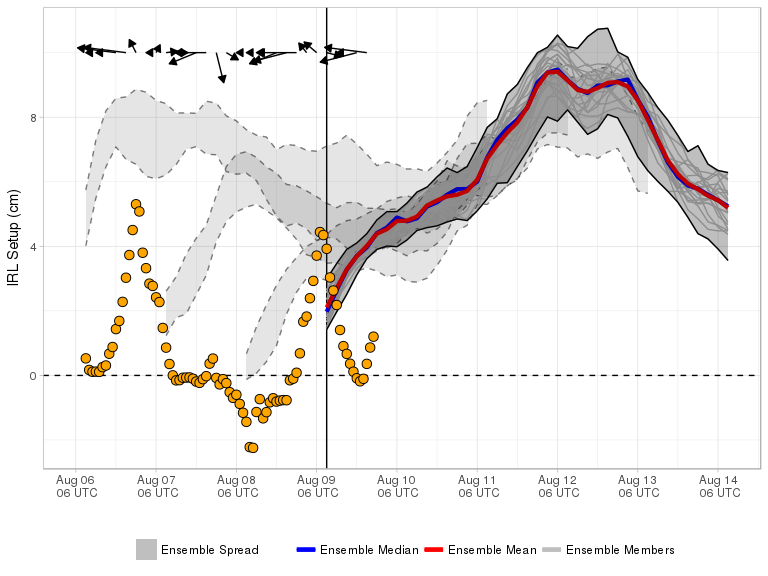 IRL Setup (cm)
8
4
0
Aug 06 Aug 07 Aug 08 Aug 09 Aug 10 Aug 11 Aug 12 Aug 13 Aug 14
06 UTC 06 UTC 06 UTC 06 UTC 06 UTC 06 UTC 06 UTC 06 UTC 06 UTC
Ensemble Spread Ensemble Median Ensemble Mean Ensemble Members